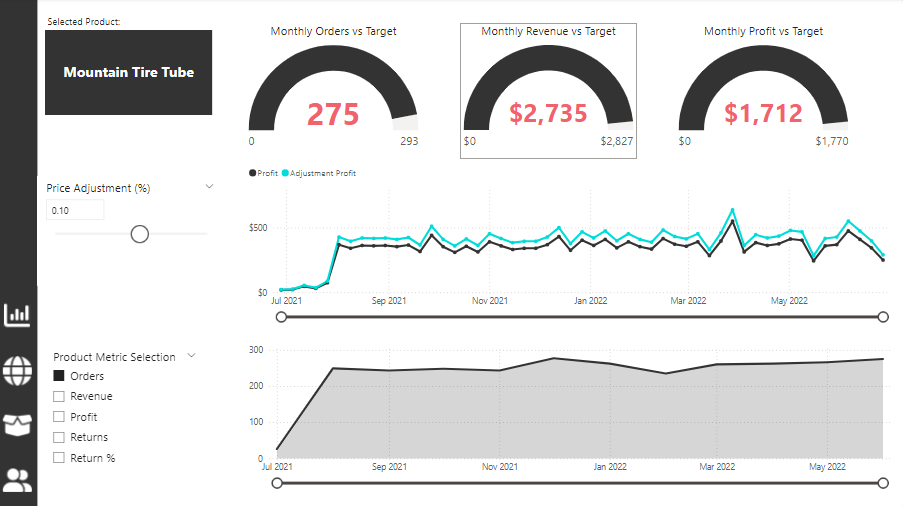 Selected Product:
Mountain Tire Tube
Monthly Orders vs Target
275
0
293
Monthly Revenue vs Target
$2,735
$0
$2,827
Monthly Profit vs Target
$1,712
$0
$1,770
Price Adjustment (%)
0.10
Profit
Adjustment Profit
$500
$0
Jul 2021
Sep 2021
Nov 2021
Jan 2022
Mar 2022
May 2022
Product Metric Selection
Orders
Revenue
Profit
Returns
Return %
300
200
100
0
Jul 2021
Sep 2021
Nov 2021
Jan 2022
Mar 2022
May 2022